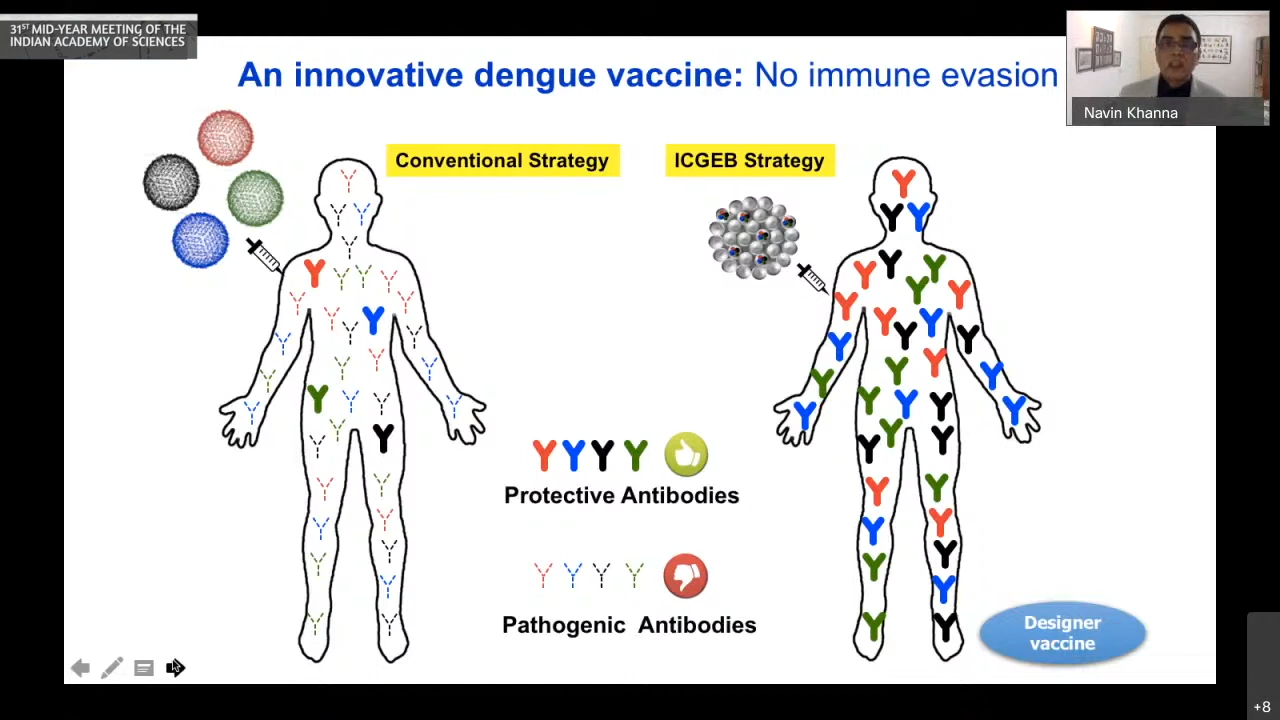 31ST MID-YEAR MEETING OF THE
INDIAN ACADEMY OF SCIENCES
An innovative dengue vaccine: No immune evasion
Navin Khanna
Conventional Strategy
ICGEB Strategy
Protective Antibodies
Pathogenic Antibodies
Designer
vaccine
+8